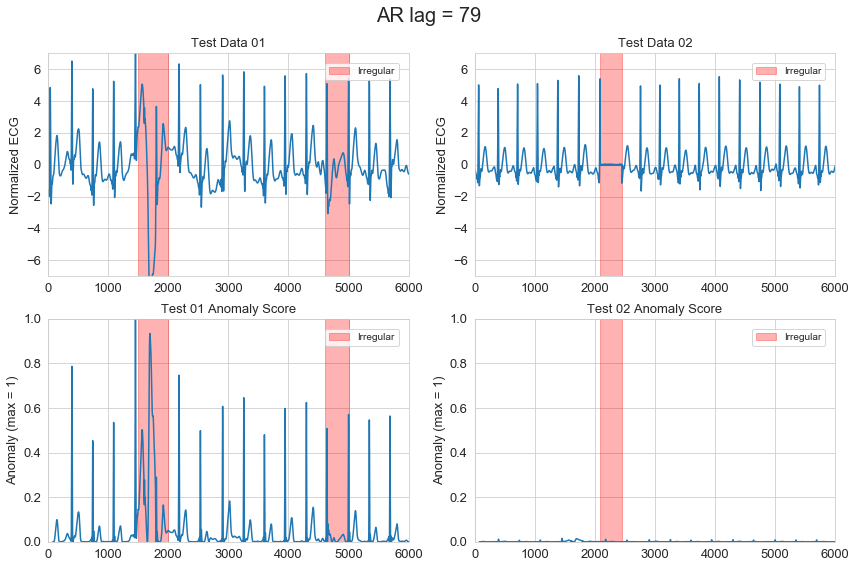 AR lag = 79
Test Data 01
Normalized ECG
6
4
2
0
−2
−4
−6
Irregular
0 1000 2000 3000 4000 5000 6000
Test Data 02
Normalized ECG
6
4
2
0
−2
−4
−6
Irregular
0 1000 2000 3000 4000 5000 6000
Test 01 Anomaly Score
Anomaly (max = 1)
1.0
0.8
0.6
0.4
0.2
0.0
Irregular
0 1000 2000 3000 4000 5000 6000
Test 02 Anomaly Score
Anomaly (max = 1)
1.0
0.8
0.6
0.4
0.2
0.0
Irregular
0 1000 2000 3000 4000 5000 6000